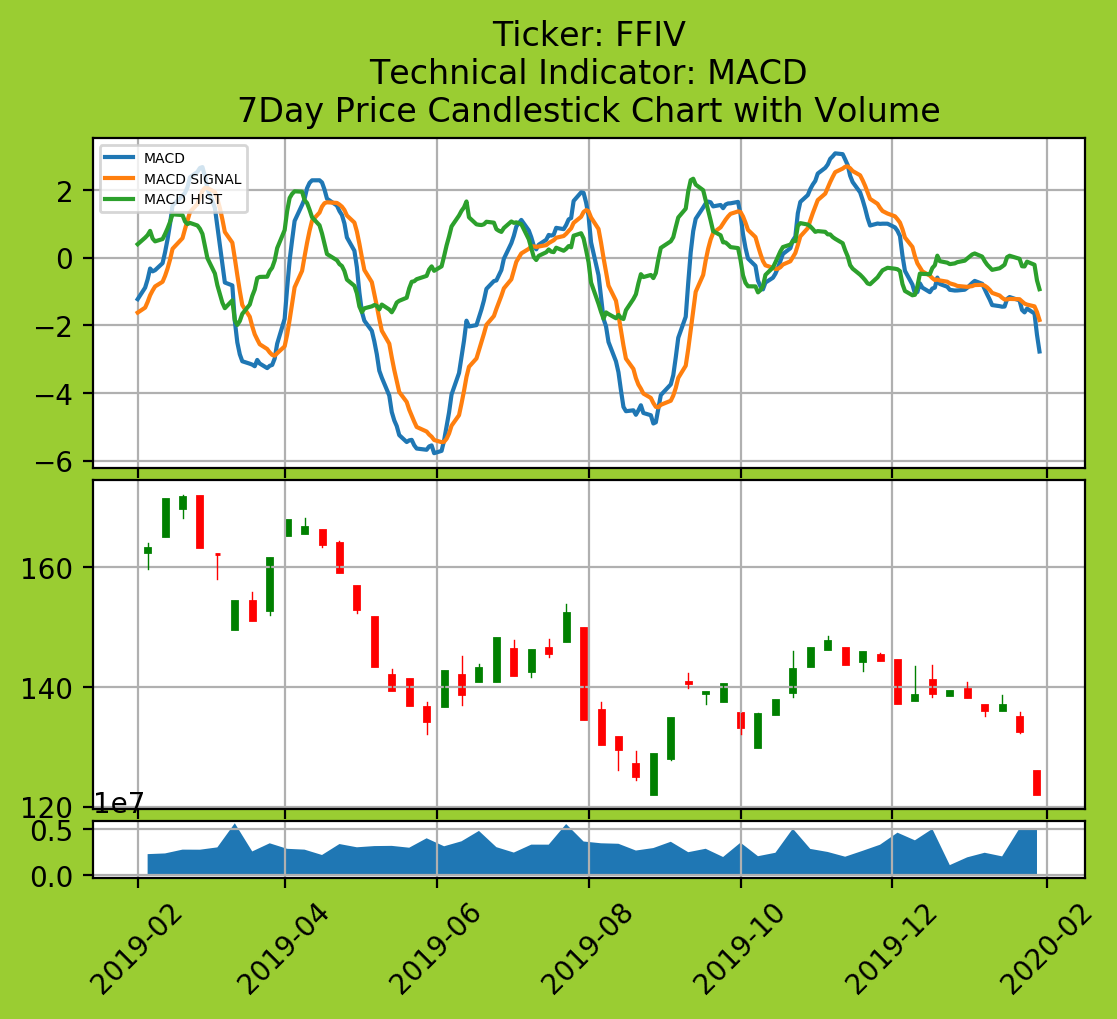 Ticker: FFIV
Technical Indicator: MACD
7Day Price Candlestick Chart with Volume
MACD
MACD SIGNAL
MACD HIST
2
0
−2
−4
−6
160
140
120
1e7
0.5
0.0
2019-02
2019-04
2019-06
2019-08
2019-10
2019-12
2020-02